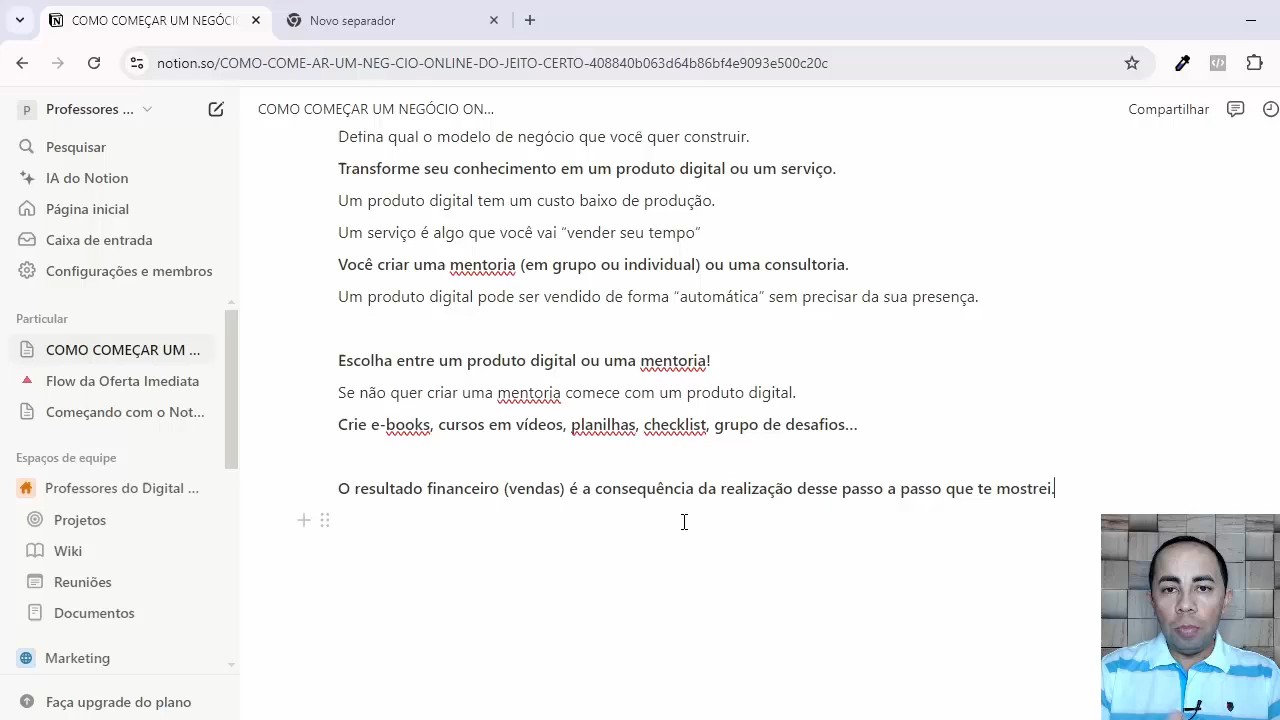 COMO COMEÇAR UM NEGÓCIO
Novo separador
notion.so/COMO-COME-AR-UM-NEG-CIO-ONLINE-DO-JEITO-CERTO-408840b063d64b86bf4e9093e500c20c
P Professores ...
COMO COMEÇAR UM NEGÓCIO ON...
Compartilhar
Pesquisar
IA do Notion
Página inicial
Caixa de entrada
Configurações e membros
Particular
COMO COMEÇAR UM ...
Flow da Oferta Imediata
Começando com o Not...
Espaços de equipe
Professores do Digital ...
Projetos
Wiki
Reuniões
Documentos
Marketing
Faça upgrade do plano
Defina qual o modelo de negócio que você quer construir.
Transforme seu conhecimento em um produto digital ou um serviço.
Um produto digital tem um custo baixo de produção.
Um serviço é algo que você vai “vender seu tempo”
Você criar uma mentoria (em grupo ou individual) ou uma consultoria.
Um produto digital pode ser vendido de forma “automática” sem precisar da sua presença.
Escolha entre um produto digital ou uma mentoria!
Se não quer criar uma mentoria comece com um produto digital.
Crie e-books, cursos em vídeos, planilhas, checklist, grupo de desafios...
O resultado financeiro (vendas) é a consequência da realização desse passo a passo que te mostrei.